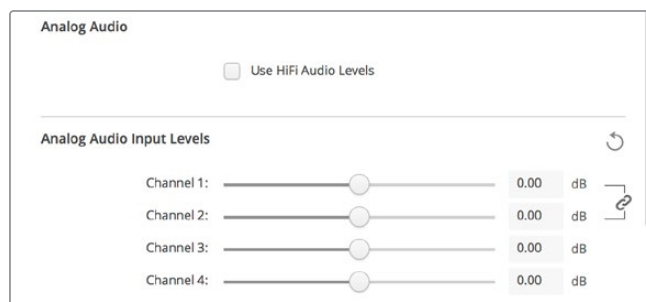 Analog Audio
Use HiFi Audio Levels
Analog Audio Input Levels
Channel 1: 0.00 dB
Channel 2: 0.00 dB
Channel 3: 0.00 dB
Channel 4: 0.00 dB